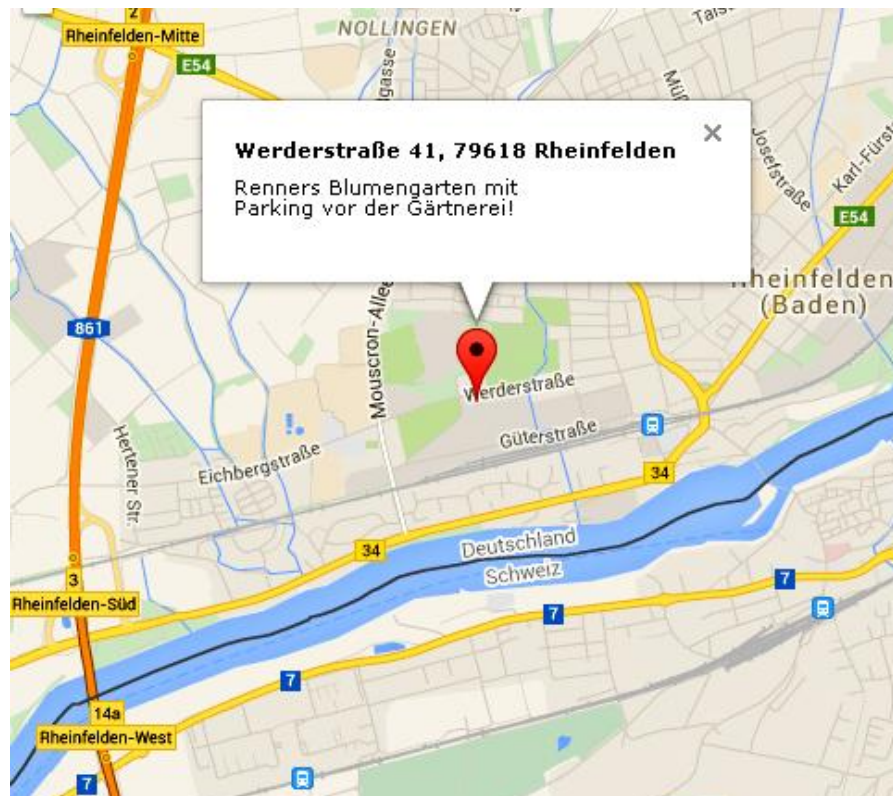 2
Rheinfelden-Mitte
NOLLINGEN
E54
Werderstraße 41, 79618 Rheinfelden
Renners Blumengarten mit
Parking vor der Gärtnerei!
Josefstraße
E54
Rheinfelden
(Baden)
861
Mouscron-Allee
Werderstraße
Güterstraße
Hertener Str.
Eichbergstraße
34
34
Deutschland
Schweiz
3
Rheinfelden-Süd
7
7
7
14a
Rheinfelden-West
7